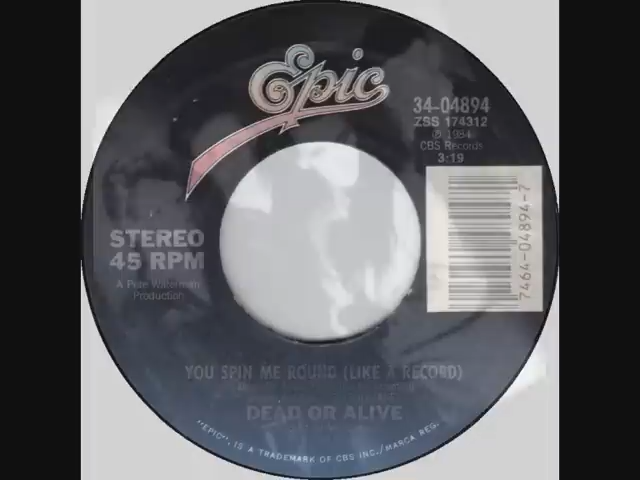 Epic
34-04894
ZSS 174312
℗ 1984
CBS Records
3:19
7464-04894-7
STEREO
45 RPM
A Pete Waterman
Production
YOU SPIN ME ROUND (LIKE A RECORD)
DEAD OR ALIVE
"EPIC", IS A TRADEMARK OF CBS INC./MARCA REG.